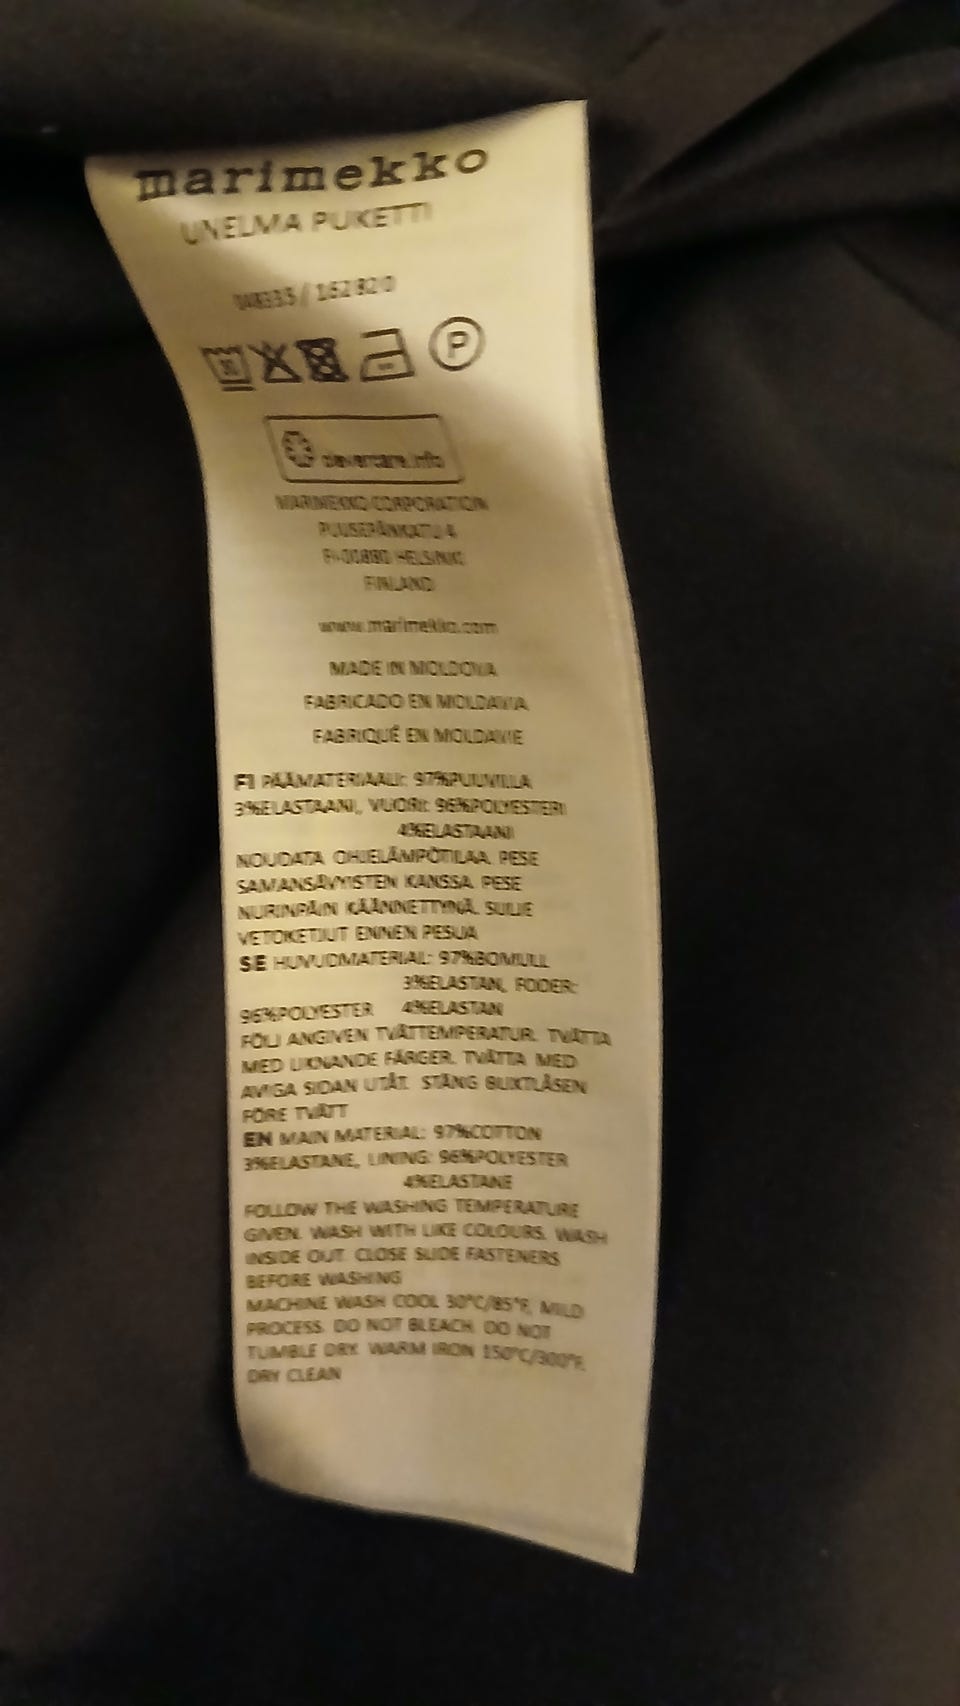 marimekko
UNELMA PUKETTI
162820
30
P
clevercare.info
MARIMEKKO CORPORATION
PUUSEPÄNKATU 4
FI-00880 HELSINKI
FINLAND
www.marimekko.com
MADE IN MOLDOVA
FABRICADO EN MOLDAVIA
FABRIQUÉ EN MOLDAVIE
FI PÄÄMATERIAALI: 97%PUUVILLA
3%ELASTAANI, VUORI: 96%POLYESTERI
4%ELASTAANI
NOUDATA OHJELÄMPÖTILAA. PESE
SAMANSÄVYISTEN KANSSA. PESE
NURINPÄIN KÄÄNNETTYNÄ. SULJE
VETOKETJUT ENNEN PESUA
SE HUVUDMATERIAL: 97%BOMULL
3%ELASTAN, FODER:
96%POLYESTER 4%ELASTAN
FÖLJ ANGIVEN TVÄTTEMPERATUR. TVÄTTA
MED LIKNANDE FÄRGER. TVÄTTA MED
AVIGA SIDAN UTÅT. STÄNG BLIXTLÅSEN
FÖRE TVÄTT
EN MAIN MATERIAL: 97%COTTON
3%ELASTANE, LINING: 96%POLYESTER
4%ELASTANE
FOLLOW THE WASHING TEMPERATURE
GIVEN. WASH WITH LIKE COLOURS. WASH
INSIDE OUT. CLOSE SLIDE FASTENERS
BEFORE WASHING
MACHINE WASH COOL 30°C/85°F, MILD
PROCESS. DO NOT BLEACH. DO NOT
TUMBLE DRY. WARM IRON 150°C/300°F.
DRY CLEAN